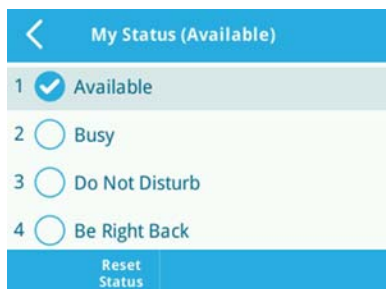 My Status (Available)
1 Available
2 Busy
3 Do Not Disturb
4 Be Right Back
Reset
Status